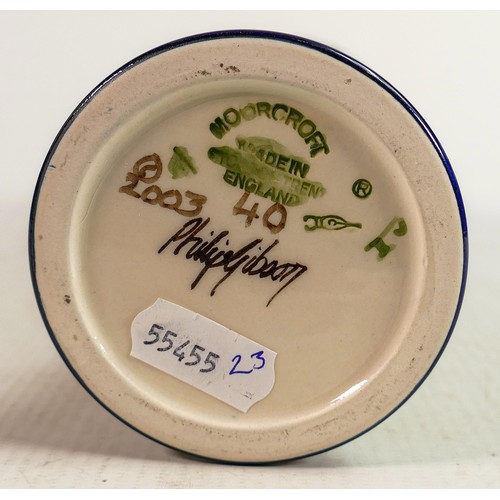 MOORCROFT
MADE IN
ENGLAND
®
© 2003 40
Philip Gibson
55455 23